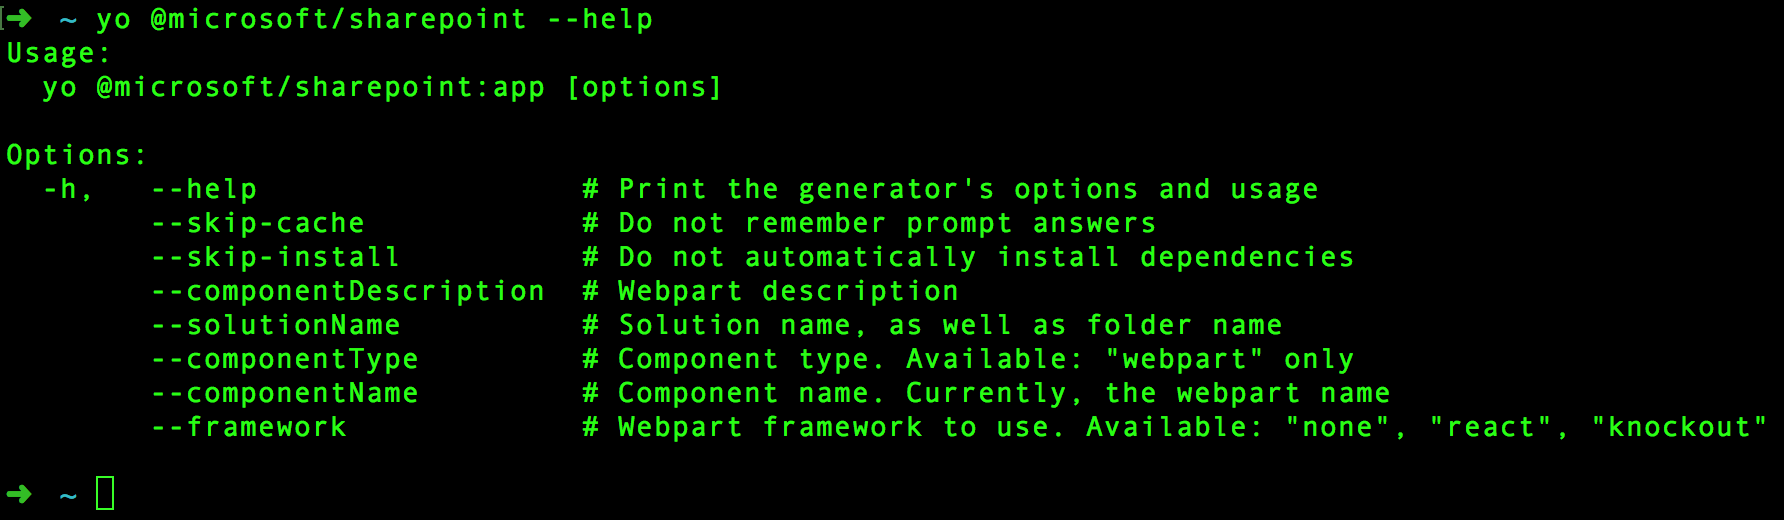 ➜  ~ yo @microsoft/sharepoint --help
Usage:
  yo @microsoft/sharepoint:app [options]

Options:
  -h,   --help                  # Print the generator's options and usage
        --skip-cache            # Do not remember prompt answers
        --skip-install          # Do not automatically install dependencies
        --componentDescription  # Webpart description
        --solutionName          # Solution name, as well as folder name
        --componentType         # Component type. Available: "webpart" only
        --componentName         # Component name. Currently, the webpart name
        --framework             # Webpart framework to use. Available: "none", "react", "knockout"

➜  ~